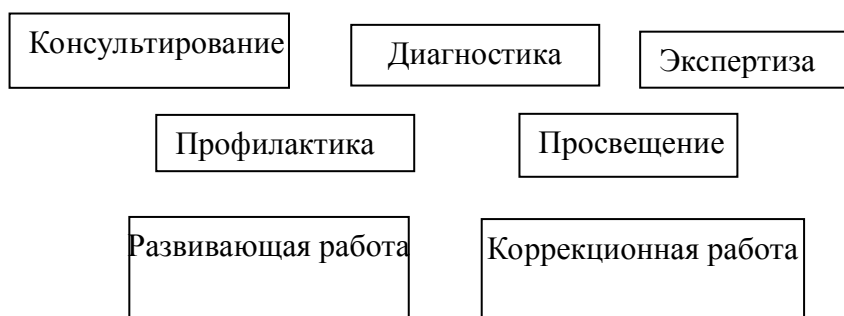 Консультирование
Диагностика
Экспертиза
Профилактика
Просвещение
Развивающая работа
Коррекционная работа